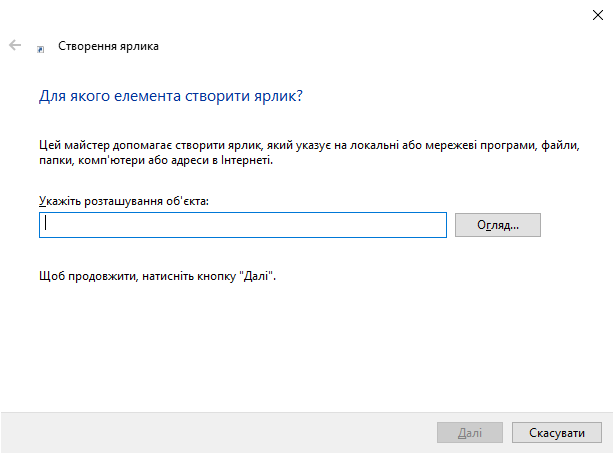 Створення ярлика
Для якого елемента створити ярлик?
Цей майстер допомагає створити ярлик, який указує на локальні або мережеві програми, файли,
папки, комп'ютери або адреси в Інтернеті.
Укажіть розташування об'єкта:
Огляд...
Щоб продовжити, натисніть кнопку "Далі".
Далі
Скасувати